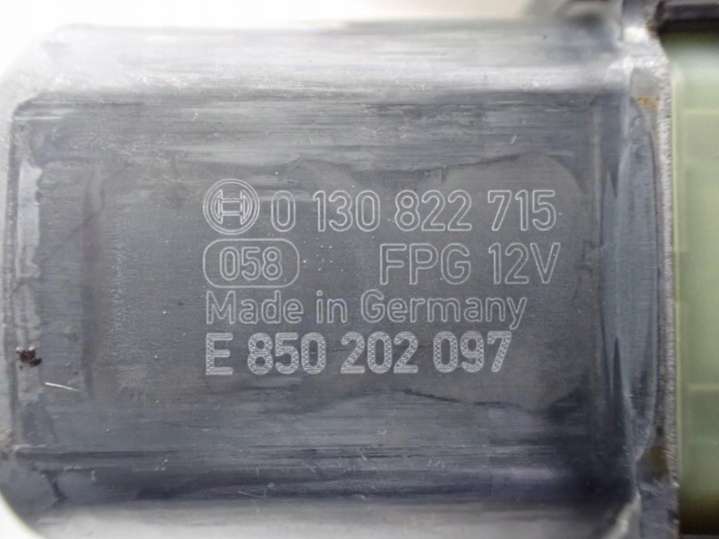 0 130 822 715
058 FPG 12V
Made in Germany
E 850 202 097